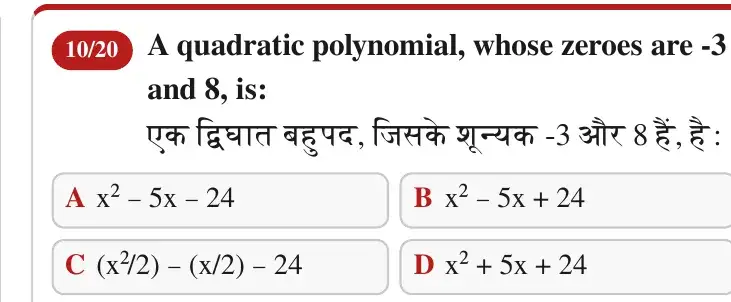 10/20 A quadratic polynomial, whose zeroes are -3
and 8, is:
एक द्विघात बहुपद, जिसके शून्यक -3 और 8 हैं, है:
A x² – 5x – 24
B x² – 5x + 24
C (x²/2) – (x/2) – 24
D x² + 5x + 24